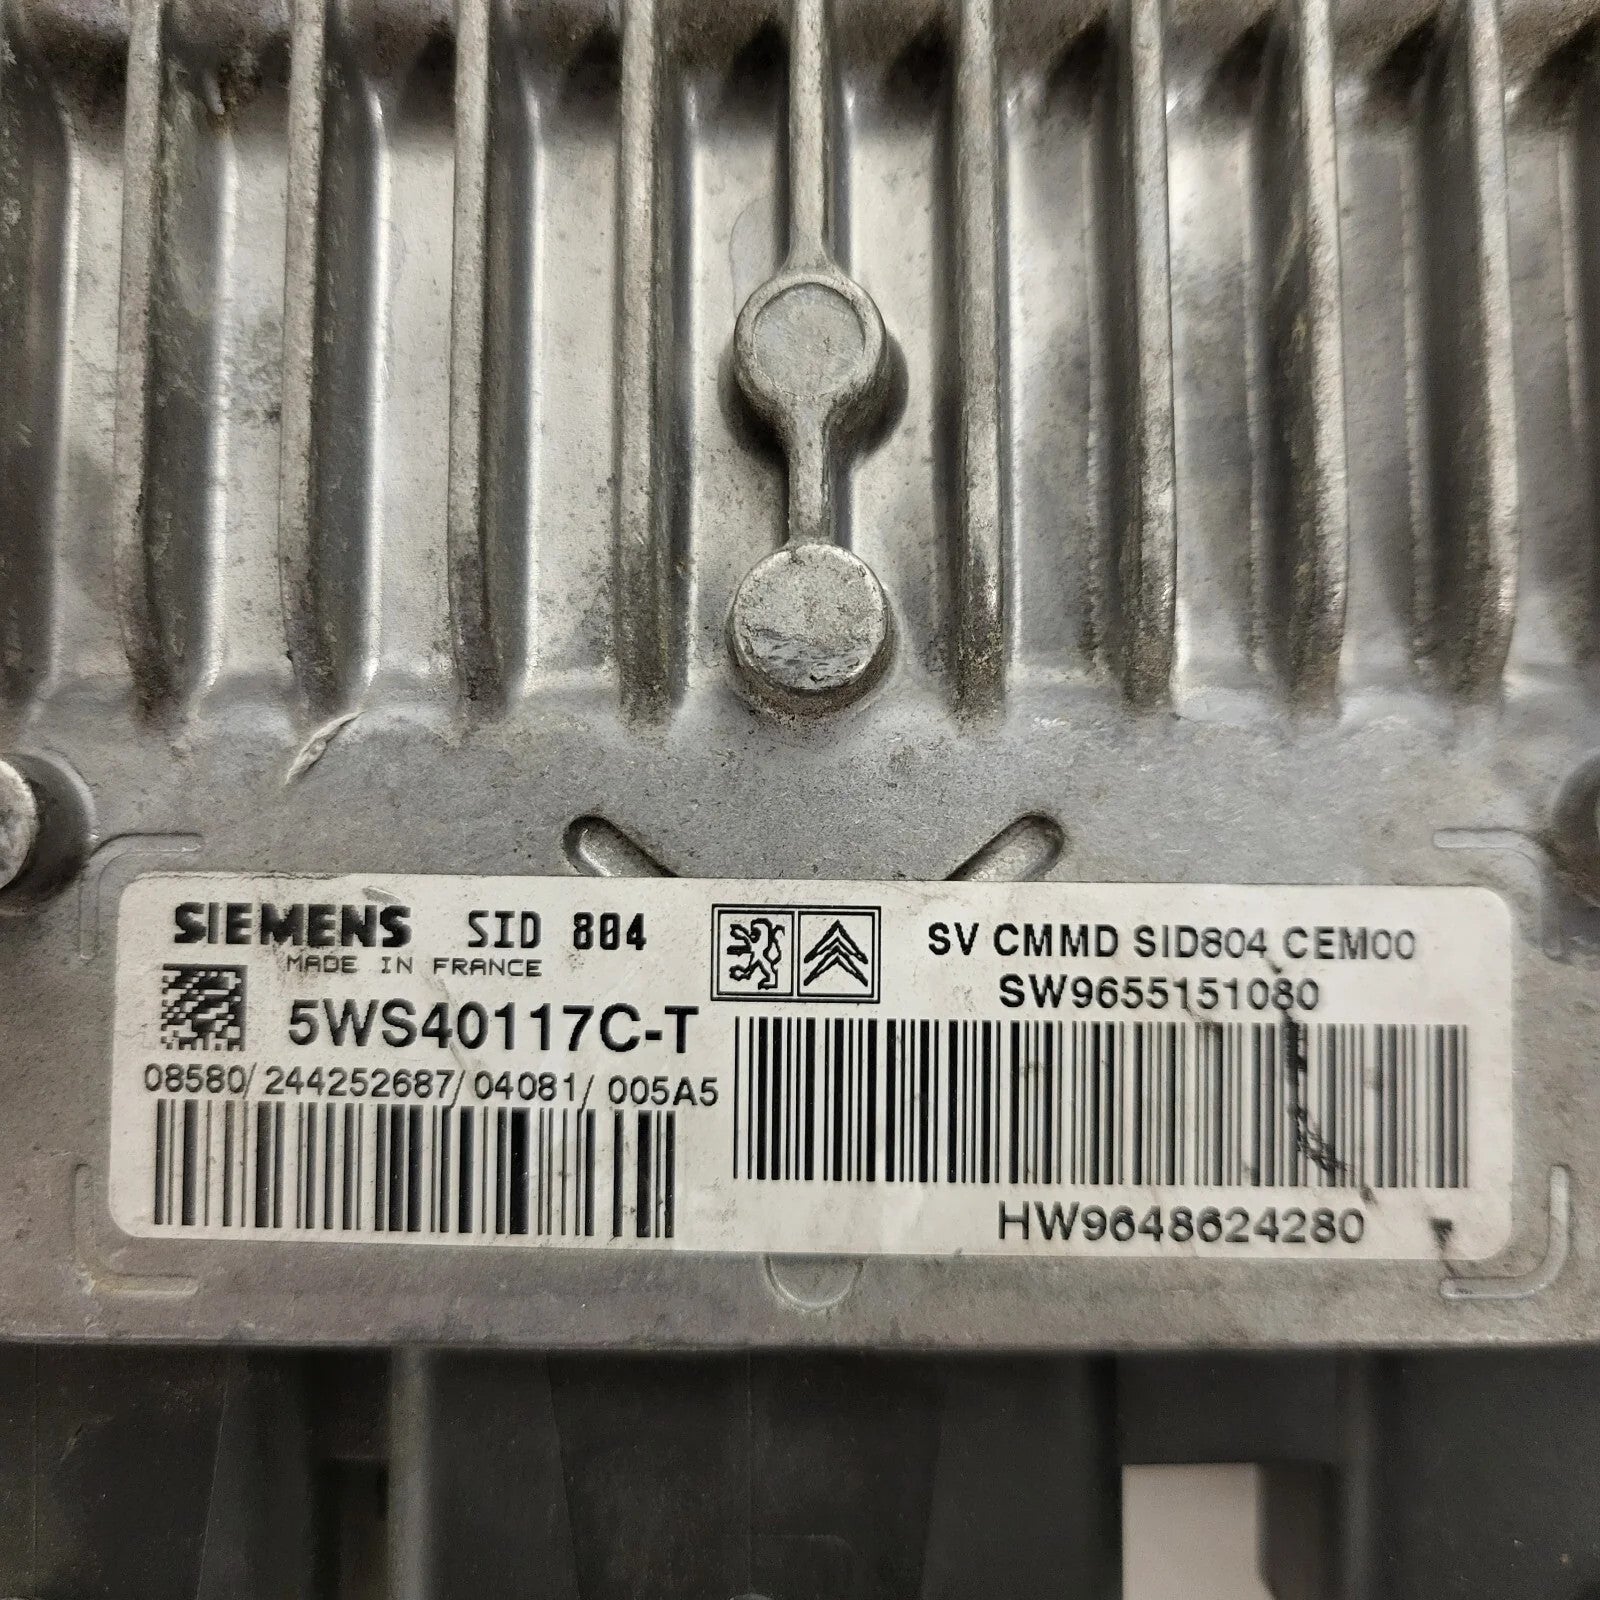 SIEMENS SID 804
MADE IN FRANCE
5WS40117C-T
08580/244252687/04081/005A5
SV CMMD SID804 CEM00
SW9655151080
HW9648624280